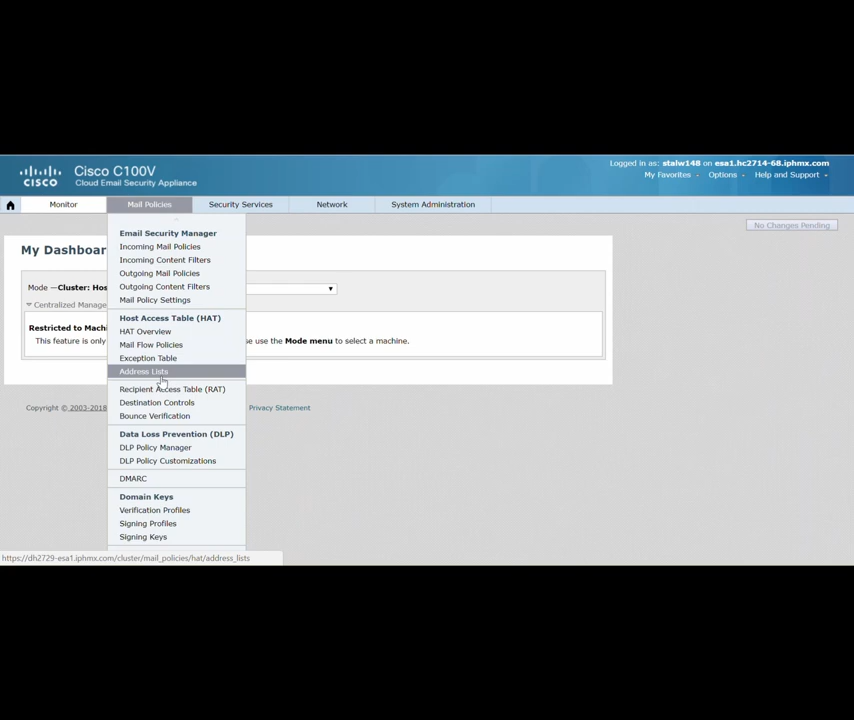 Cisco C100V
CISCO
Cloud Email Security Appliance
Logged in as: stalw148 on esa1.hc2714-68.iphmx.com
My Favorites Options Help and Support
Monitor Mail Policies Security Services Network System Administration
No Changes Pending
Email Security Manager
Incoming Mail Policies
Incoming Content Filters
Outgoing Mail Policies
Outgoing Content Filters
Mail Policy Settings
Host Access Table (HAT)
HAT Overview
Mail Flow Policies
Exception Table
Address Lists
Recipient Access Table (RAT)
Destination Controls
Bounce Verification
Data Loss Prevention (DLP)
DLP Policy Manager
DLP Policy Customizations
DMARC
Domain Keys
Verification Profiles
Signing Profiles
Signing Keys
My Dashboar
Mode —Cluster: Hos
Centralized Manage
Restricted to Machi
This feature is only se use the Mode menu to select a machine.
Copyright © 2003-2018 Privacy Statement
https://dh2729-esa1.iphmx.com/cluster/mail_policies/hat/address_lists